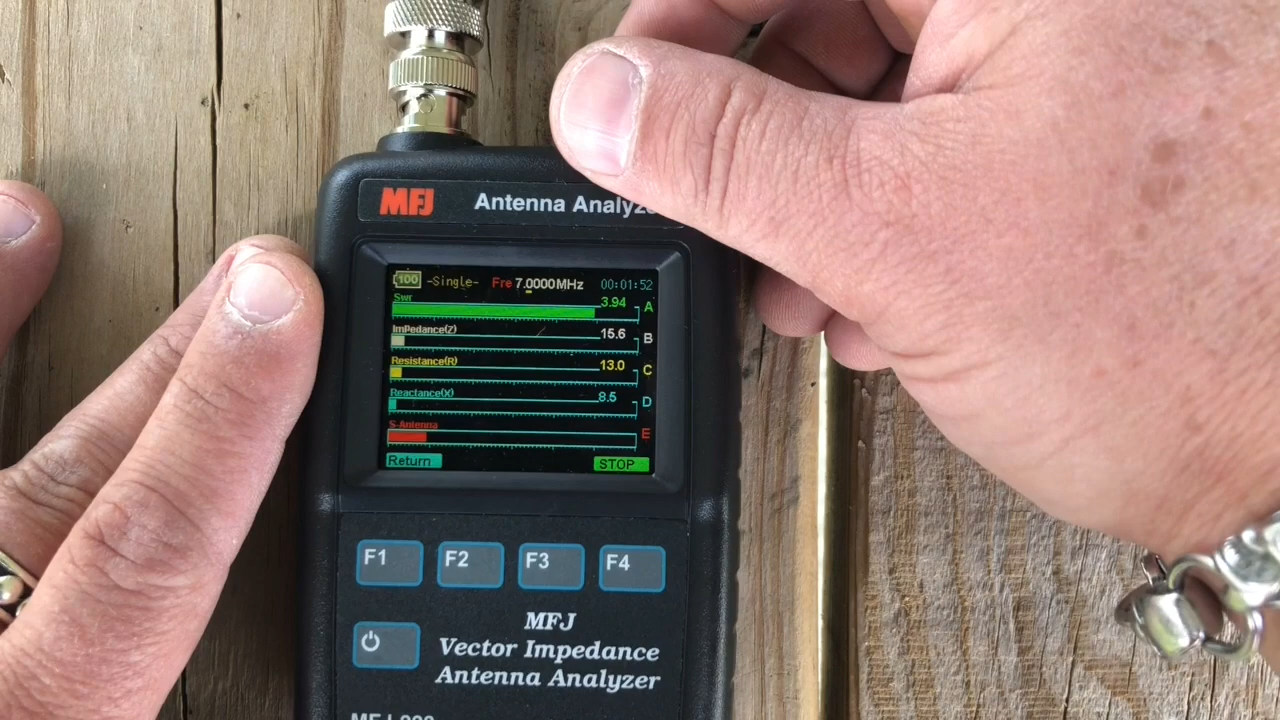 MFJ Antenna Analyze
100 -Single- Fre 7.0000MHz 00:01:52
Swr 3.94 A
ImPedance(Z) 15.6 B
Resistance(R) 13.0 C
Reactance(X) 8.5 D
S-Antenna E
Return STOP
F1 F2 F3 F4
MFJ
Vector Impedance
Antenna Analyzer